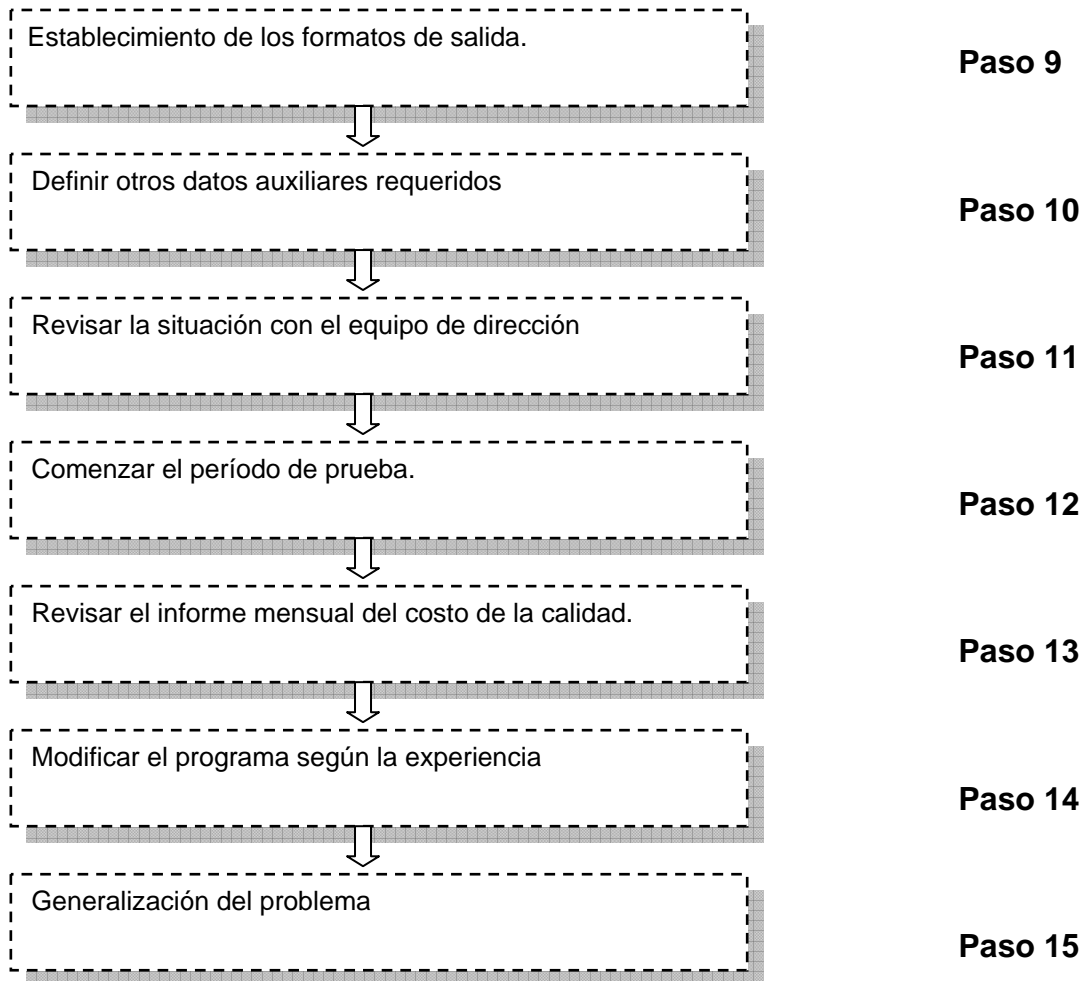 Establecimiento de los formatos de salida.
Paso 9
Definir otros datos auxiliares requeridos
Paso 10
Revisar la situación con el equipo de dirección
Paso 11
Comenzar el período de prueba.
Paso 12
Revisar el informe mensual del costo de la calidad.
Paso 13
Modificar el programa según la experiencia
Paso 14
Generalización del problema
Paso 15